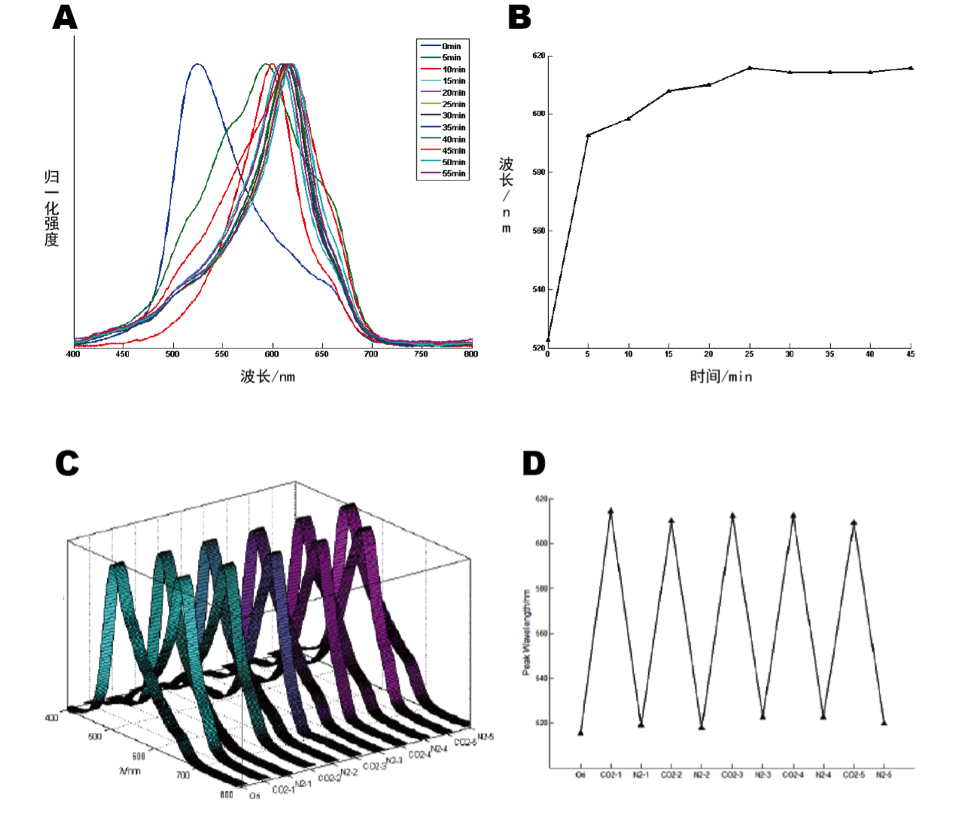 A
0min
5min
10min
15min
20min
25min
30min
35min
40min
45min
50min
55min
归一化强度
400 450 500 550 600 650 700 750 800
波长/nm
B
620
600
580
560
540
520
波长/nm
0 5 10 15 20 25 30 35 40 45
时间/min
C
400
500
600
700
800
λ/nm
Ori CO2-1 N2-1 CO2-2 N2-2 CO2-3 N2-3 CO2-4 N2-4 CO2-5 N2-5
D
620
600
580
560
540
520
Peak Wavelength/nm
Ori CO2-1 N2-1 CO2-2 N2-2 CO2-3 N2-3 CO2-4 N2-4 CO2-5 N2-5